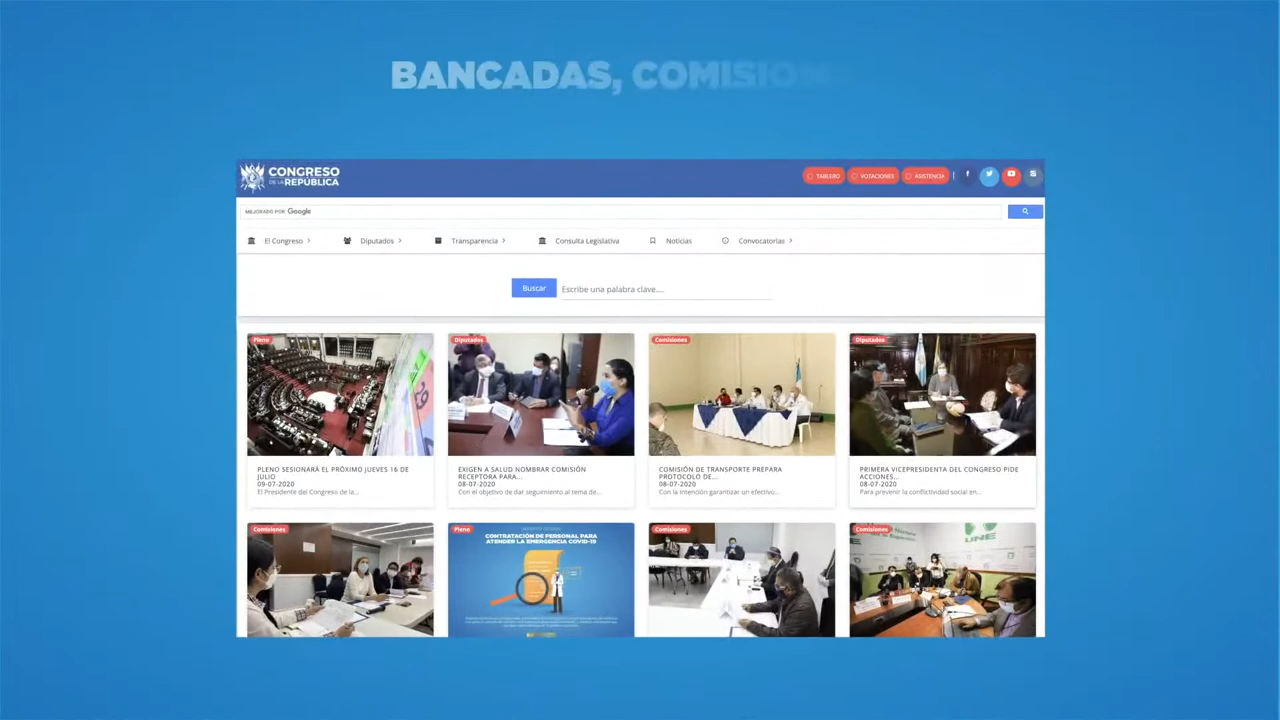 BANCADAS, COMISION
CONGRESO
DE LA REPÚBLICA
TABLERO
VOTACIONES
ASISTENCIA
MEJORADO POR Google
El Congreso
Diputados
Transparencia
Consulta Legislativa
Noticias
Convocatorias
Buscar
Escribe una palabra clave....
Pleno
Diputados
Comisiones
Diputados
PLENO SESIONARÁ EL PRÓXIMO JUEVES 16 DE
JULIO
09-07-2020
El Presidente del Congreso de la...
EXIGEN A SALUD NOMBRAR COMISIÓN
RECEPTORA PARA...
08-07-2020
Con el objetivo de dar seguimiento al tema de...
COMISIÓN DE TRANSPORTE PREPARA
PROTOCOLO DE...
08-07-2020
Con la intención garantizar un efectivo...
PRIMERA VICEPRESIDENTA DEL CONGRESO PIDE
ACCIONES...
08-07-2020
Para prevenir la conflictividad social en...
Comisiones
Pleno
CONTRATACIÓN DE PERSONAL PARA
ATENDER LA EMERGENCIA COVID-19
Comisiones
Comisiones
UNE